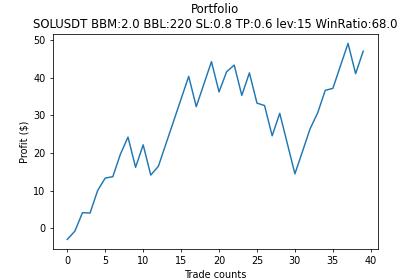 Portfolio
SOLUSDT BBM:2.0 BBL:220 SL:0.8 TP:0.6 lev:15 WinRatio:68.0
50
40
30
20
10
0
Profit ($)
0 5 10 15 20 25 30 35 40
Trade counts